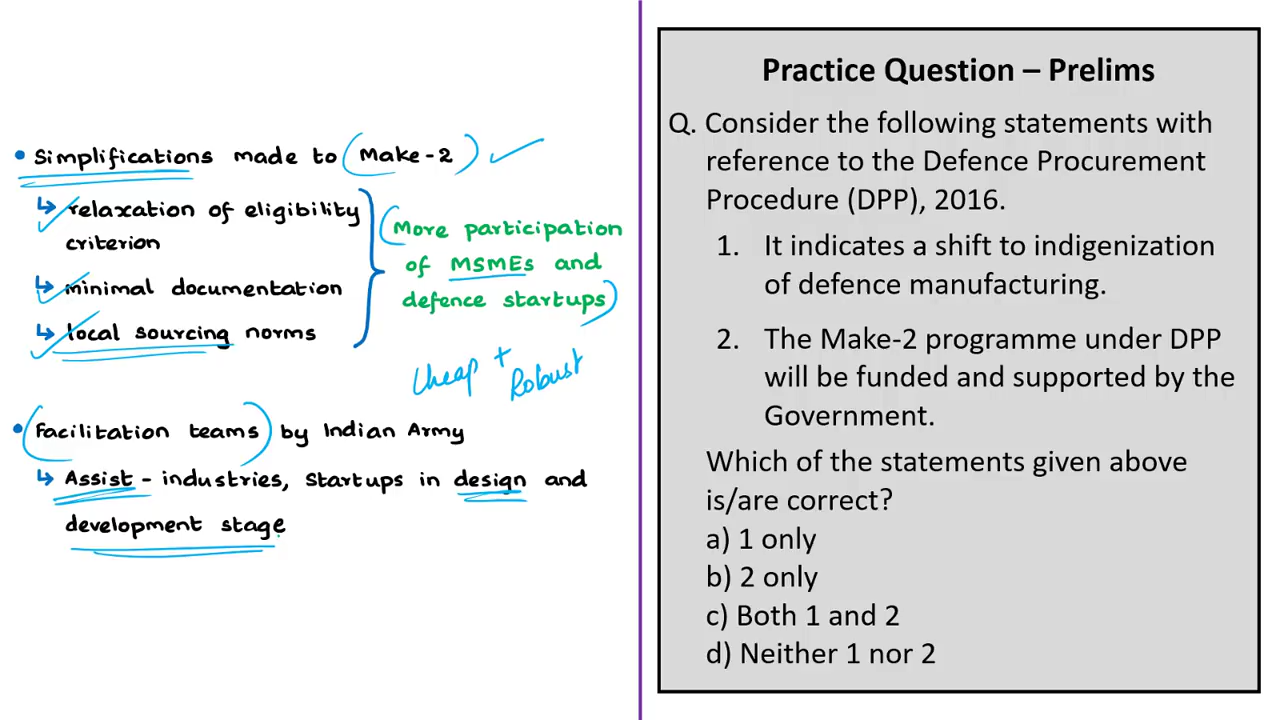 • Simplifications made to (Make-2)
↳ relaxation of eligibility
criterion
↳ minimal documentation
↳ local sourcing norms
(More participation
of MSMEs and
defence startups)
Cheap + Robust
• (Facilitation teams) by Indian Army
↳ Assist - industries, startups in design and
development stage
Practice Question – Prelims
Q. Consider the following statements with
reference to the Defence Procurement
Procedure (DPP), 2016.
1. It indicates a shift to indigenization
of defence manufacturing.
2. The Make-2 programme under DPP
will be funded and supported by the
Government.
Which of the statements given above
is/are correct?
a) 1 only
b) 2 only
c) Both 1 and 2
d) Neither 1 nor 2